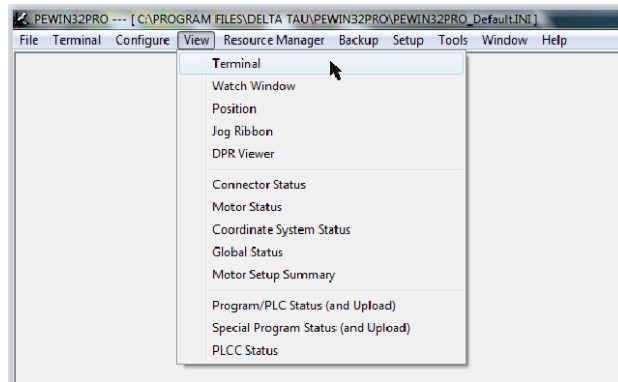 PEWIN32PRO --- [ C:\PROGRAM FILES\DELTA TAU\PEWIN32PRO\PEWIN32PRO_Default.INI ]
File Terminal Configure View Resource Manager Backup Setup Tools Window Help
Terminal
Watch Window
Position
Jog Ribbon
DPR Viewer
Connector Status
Motor Status
Coordinate System Status
Global Status
Motor Setup Summary
Program/PLC Status (and Upload)
Special Program Status (and Upload)
PLCC Status